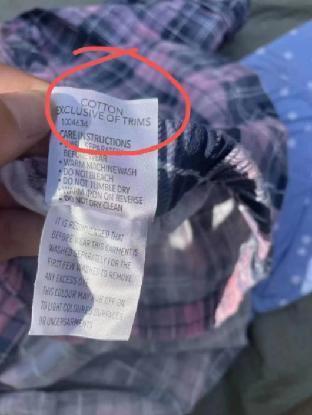 COTTON
EXCLUSIVE OF TRIMS
1004634
CARE INSTRUCTIONS
• WASH SEPARATELY
BEFORE WEAR
• WARM MACHINE WASH
• DO NOT BLEACH
• DO NOT TUMBLE DRY
• WARM IRON ON REVERSE
• DO NOT DRY CLEAN
IT IS RECOMMENDED THAT
BEFORE WEAR THIS GARMENT IS
WASHED SEPARATELY FOR THE
FIRST FEW WASHES TO REMOVE
ANY EXCESS
THIS COLOUR MAY RUB OFF ON
TO LIGHT COLOURED SURFACES
OR UNDERGARMENTS